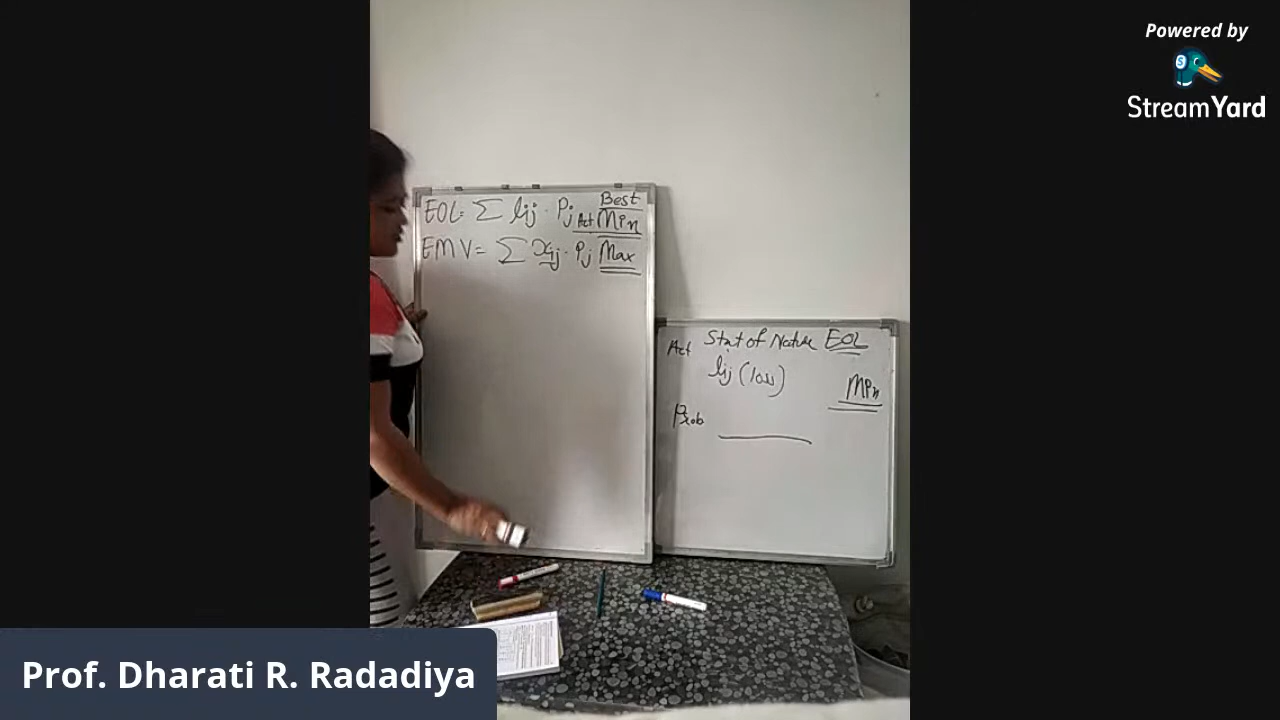 Powered by
StreamYard
Best
EOL= Σ lij · Pj Act Min
EMV= Σ xij · Pj Max
Act Stat of Nature EOL
lij (loss)
Min
Prob
Prof. Dharati R. Radadiya